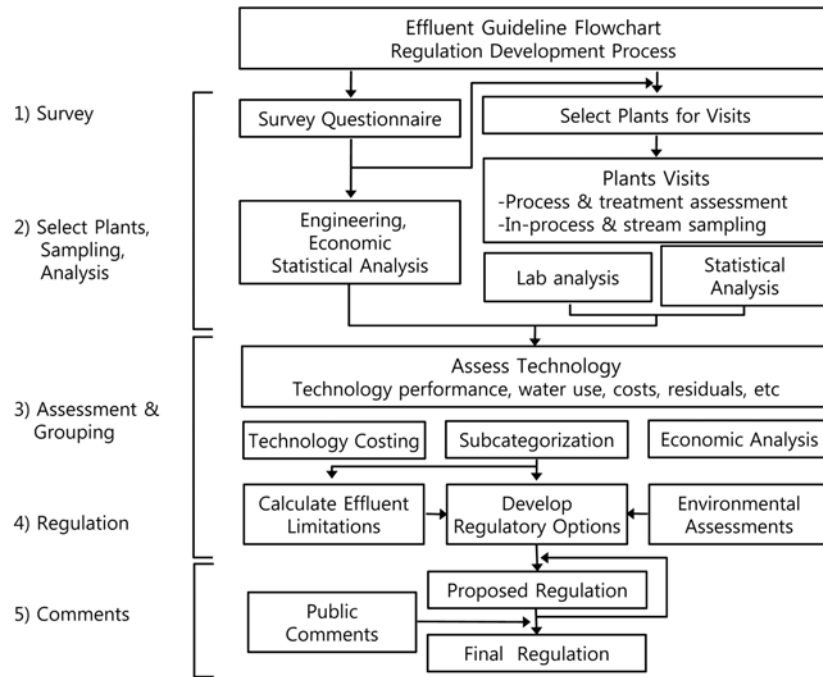 Effluent Guideline Flowchart
Regulation Development Process
1) Survey
Survey Questionnaire
Select Plants for Visits
2) Select Plants,
Sampling,
Analysis
Engineering,
Economic
Statistical Analysis
Plants Visits
-Process & treatment assessment
-In-process & stream sampling
Lab analysis
Statistical
Analysis
3) Assessment &
Grouping
Assess Technology
Technology performance, water use, costs, residuals, etc
Technology Costing
Subcategorization
Economic Analysis
4) Regulation
Calculate Effluent
Limitations
Develop
Regulatory Options
Environmental
Assessments
5) Comments
Public
Comments
Proposed Regulation
Final Regulation